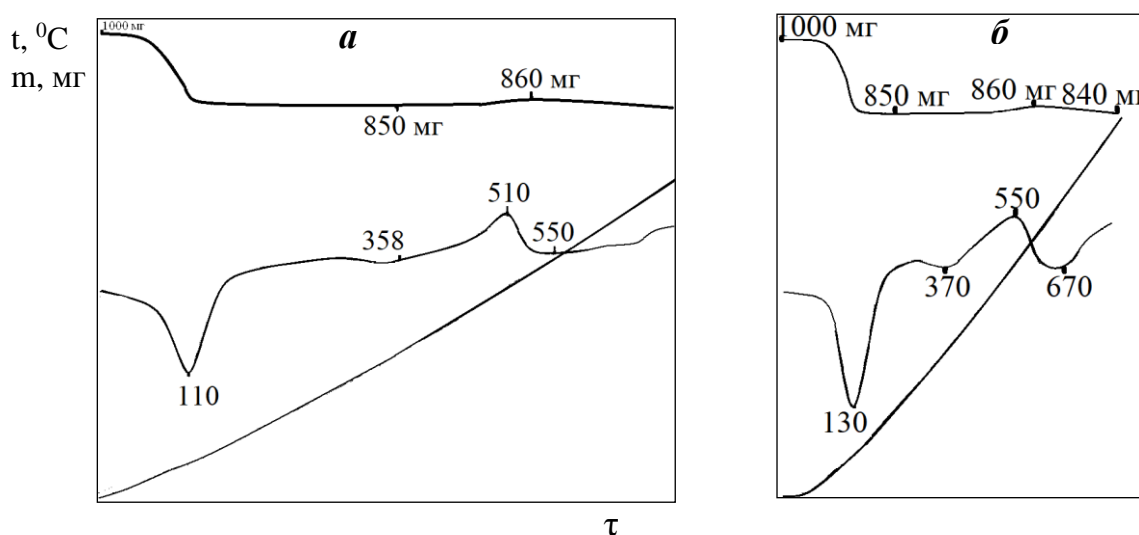 t, ⁰C
m, мг
1000 мг
а
850 мг
860 мг
110
358
510
550
τ
1000 мг
б
850 мг
860 мг
840 мг
130
370
550
670